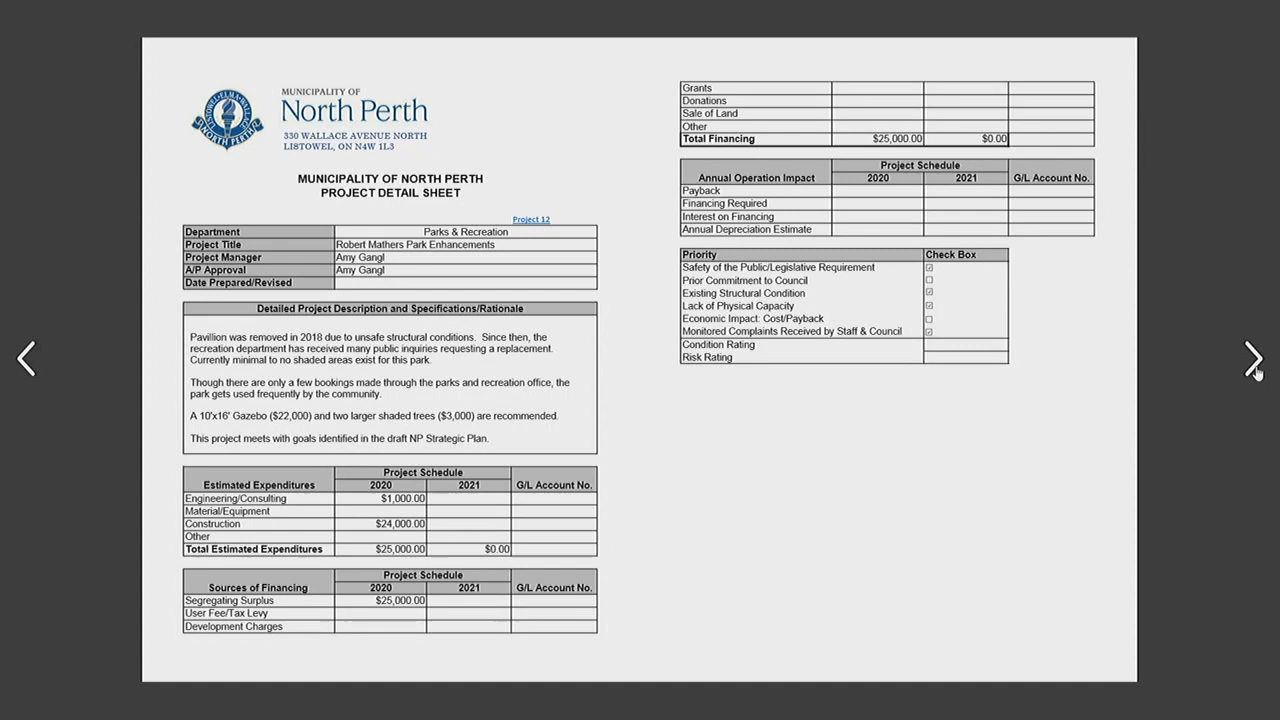 MUNICIPALITY OF
North Perth
330 WALLACE AVENUE NORTH
LISTOWEL, ON N4W 1L3
NORTH PERTH
MUNICIPALITY OF NORTH PERTH
PROJECT DETAIL SHEET
Project 12
Department Parks & Recreation
Project Title Robert Mathers Park Enhancements
Project Manager Amy Gangl
A/P Approval Amy Gangl
Date Prepared/Revised
Detailed Project Description and Specifications/Rationale
Pavillion was removed in 2018 due to unsafe structural conditions. Since then, the
recreation department has received many public inquiries requesting a replacement.
Currently minimal to no shaded areas exist for this park.
Though there are only a few bookings made through the parks and recreation office, the
park gets used frequently by the community.
A 10'x16' Gazebo ($22,000) and two larger shaded trees ($3,000) are recommended.
This project meets with goals identified in the draft NP Strategic Plan.
Project Schedule
Estimated Expenditures 2020 2021 G/L Account No.
Engineering/Consulting $1,000.00
Material/Equipment
Construction $24,000.00
Other
Total Estimated Expenditures $25,000.00 $0.00
Project Schedule
Sources of Financing 2020 2021 G/L Account No.
Segregating Surplus $25,000.00
User Fee/Tax Levy
Development Charges
Grants
Donations
Sale of Land
Other
Total Financing $25,000.00 $0.00
Project Schedule
Annual Operation Impact 2020 2021 G/L Account No.
Payback
Financing Required
Interest on Financing
Annual Depreciation Estimate
Priority Check Box
Safety of the Public/Legislative Requirement ☑
Prior Commitment to Council ☐
Existing Structural Condition ☑
Lack of Physical Capacity ☑
Economic Impact: Cost/Payback ☐
Monitored Complaints Received by Staff & Council ☑
Condition Rating
Risk Rating